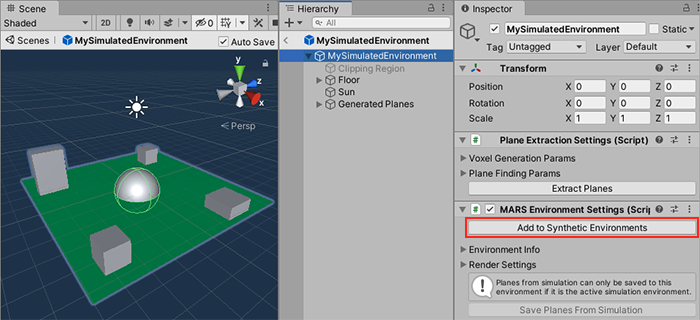 Scene
Shaded
2D
0
Scenes
MySimulatedEnvironment
Auto Save
y
x
z
Persp
Hierarchy
All
MySimulatedEnvironment
MySimulatedEnvironment
Clipping Region
Floor
Sun
Generated Planes
Inspector
MySimulatedEnvironment
Static
Tag Untagged Layer Default
Transform
Position X 0 Y 0 Z 0
Rotation X 0 Y 0 Z 0
Scale X 1 Y 1 Z 1
Plane Extraction Settings (Script)
Voxel Generation Params
Plane Finding Params
Extract Planes
MARS Environment Settings (Scrip
Add to Synthetic Environments
Environment Info
Render Settings
Planes from simulation can only be saved to this
environment if it is the active simulation environment.
Save Planes From Simulation